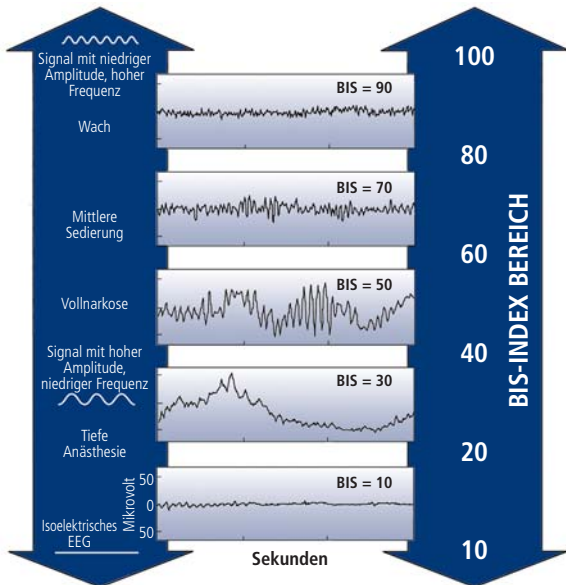 Signal mit niedriger
Amplitude, hoher
Frequenz
Wach
Mittlere
Sedierung
Vollnarkose
Signal mit hoher
Amplitude,
niedriger Frequenz
Tiefe
Anästhesie
Isoelektrisches
EEG
BIS = 90
BIS = 70
BIS = 50
BIS = 30
BIS = 10
Mikrovolt
50
0
50
Sekunden
100
80
60
40
20
10
BIS-INDEX BEREICH